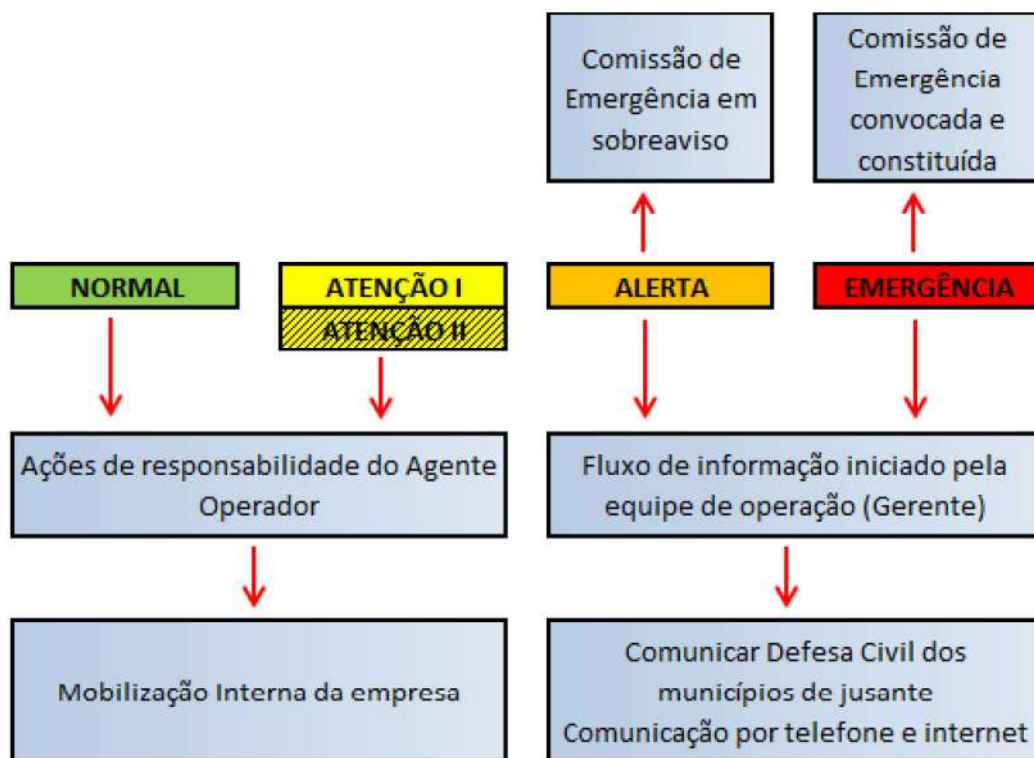 Comissão de
Emergência em
sobreaviso
Comissão de
Emergência
convocada e
constituída
NORMAL
ATENÇÃO I
ATENÇÃO II
ALERTA
EMERGÊNCIA
Ações de responsabilidade do Agente
Operador
Fluxo de informação iniciado pela
equipe de operação (Gerente)
Mobilização Interna da empresa
Comunicar Defesa Civil dos
municípios de jusante
Comunicação por telefone e internet